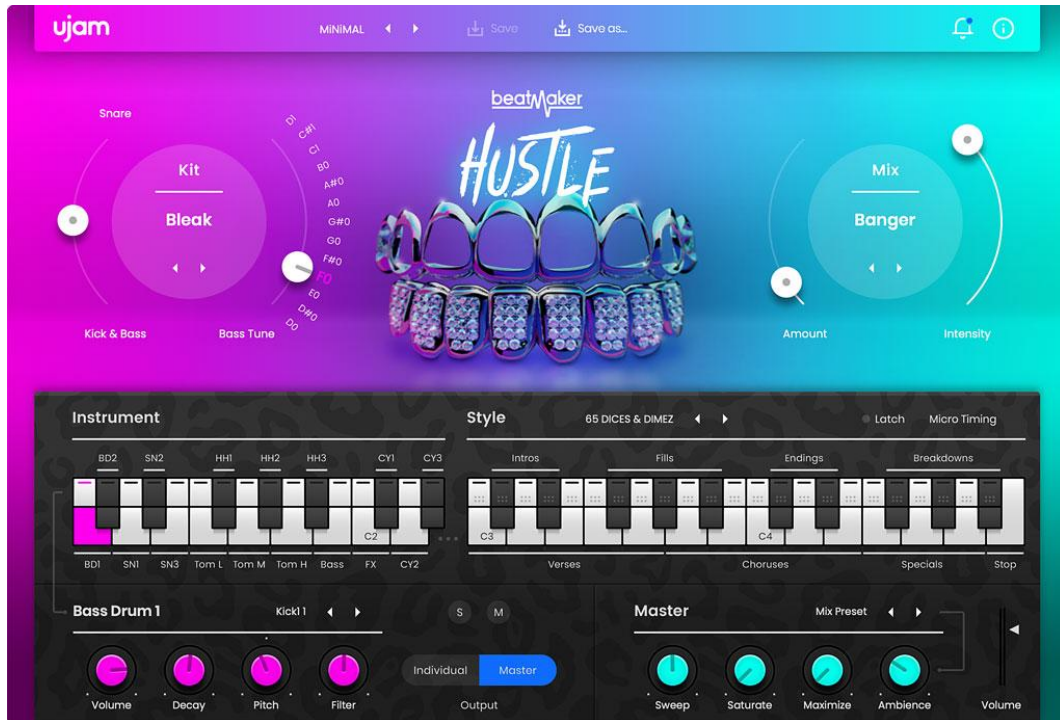 ujam
MiNiMAL
Save
Save as...
beatMaker
HUSTLE
Snare
Kit
Bleak
Kick & Bass
Bass Tune
D1
C#1
C1
B0
A#0
A0
G#0
G0
F#0
F0
E0
D#0
D0
Mix
Banger
Amount
Intensity
Instrument
BD2 SN2 HH1 HH2 HH3 CY1 CY3
C2
BD1 SN1 SN3 Tom L Tom M Tom H Bass FX CY2
Style
65 DICES & DIMEZ
Latch
Micro Timing
Intros Fills Endings Breakdowns
C3 C4
Verses Choruses Specials Stop
Bass Drum 1
Kick1 1
S M
Volume Decay Pitch Filter
Individual Master
Output
Master
Mix Preset
Sweep Saturate Maximize Ambience
Volume